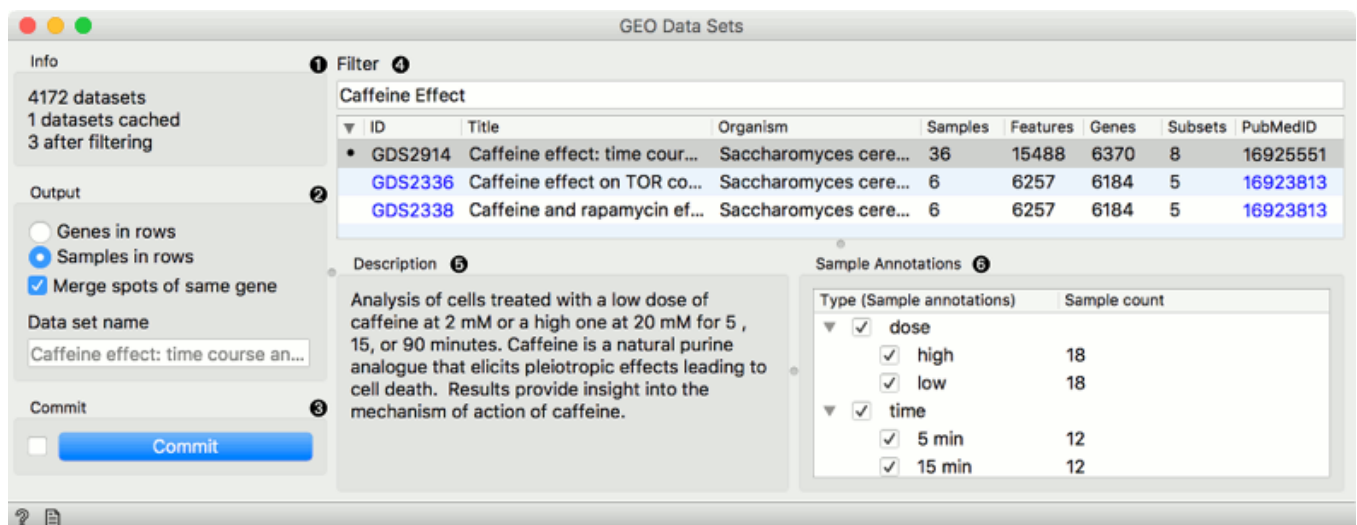 GEO Data Sets
Info ❶
4172 datasets
1 datasets cached
3 after filtering
Output ❷
Genes in rows
Samples in rows
Merge spots of same gene
Data set name
Caffeine effect: time course an...
Commit ❸
Commit
Filter ❹
Caffeine Effect
ID Title Organism Samples Features Genes Subsets PubMedID
• GDS2914 Caffeine effect: time cour... Saccharomyces cere... 36 15488 6370 8 16925551
GDS2336 Caffeine effect on TOR co... Saccharomyces cere... 6 6257 6184 5 16923813
GDS2338 Caffeine and rapamycin ef... Saccharomyces cere... 6 6257 6184 5 16923813
Description ❺
Analysis of cells treated with a low dose of
caffeine at 2 mM or a high one at 20 mM for 5 ,
15, or 90 minutes. Caffeine is a natural purine
analogue that elicits pleiotropic effects leading to
cell death.  Results provide insight into the
mechanism of action of caffeine.
Sample Annotations ❻
Type (Sample annotations) Sample count
dose
high 18
low 18
time
5 min 12
15 min 12
?